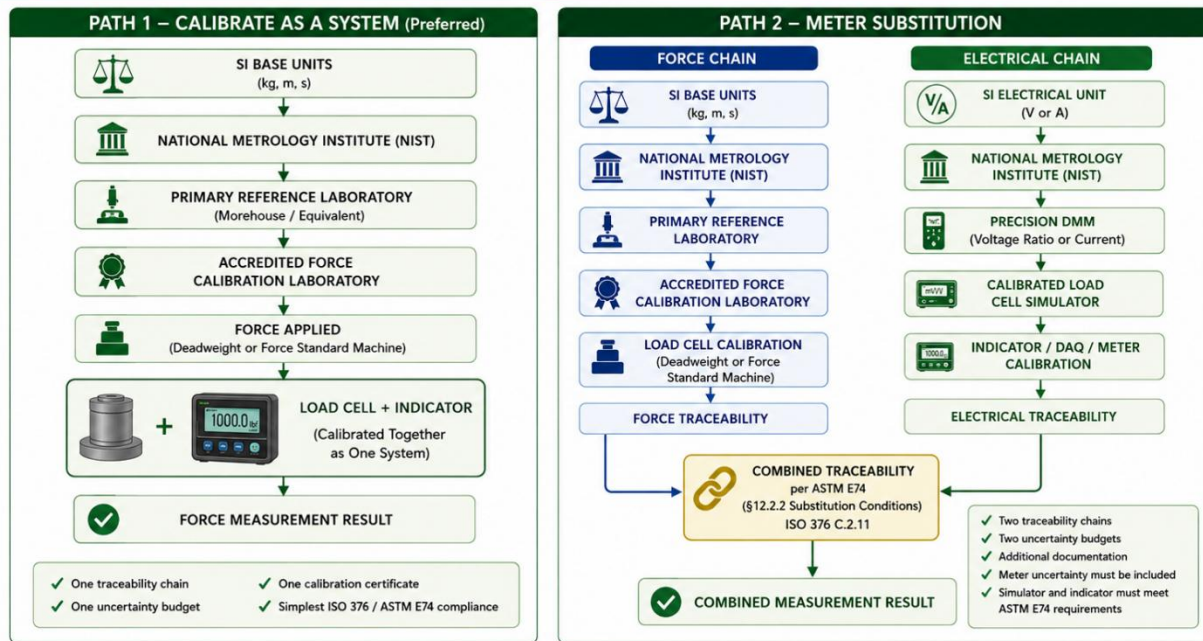 PATH 1 – CALIBRATE AS A SYSTEM (Preferred)
SI BASE UNITS
(kg, m, s)
NATIONAL METROLOGY INSTITUTE (NIST)
PRIMARY REFERENCE LABORATORY
(Morehouse / Equivalent)
ACCREDITED FORCE
CALIBRATION LABORATORY
FORCE APPLIED
(Deadweight or Force Standard Machine)
+
1000.0 lbf
LOAD CELL + INDICATOR
(Calibrated Together
as One System)
FORCE MEASUREMENT RESULT
✓ One traceability chain
✓ One uncertainty budget
✓ One calibration certificate
✓ Simplest ISO 376 / ASTM E74 compliance
PATH 2 – METER SUBSTITUTION
FORCE CHAIN
SI BASE UNITS
(kg, m, s)
NATIONAL METROLOGY
INSTITUTE (NIST)
PRIMARY REFERENCE
LABORATORY
ACCREDITED FORCE
CALIBRATION LABORATORY
LOAD CELL CALIBRATION
(Deadweight or Force
Standard Machine)
FORCE TRACEABILITY
ELECTRICAL CHAIN
V/A
SI ELECTRICAL UNIT
(V or A)
NATIONAL METROLOGY
INSTITUTE (NIST)
PRECISION DMM
(Voltage Ratio or Current)
CALIBRATED LOAD
CELL SIMULATOR
INDICATOR / DAQ / METER
CALIBRATION
ELECTRICAL TRACEABILITY
COMBINED TRACEABILITY
per ASTM E74
(§12.2.2 Substitution Conditions)
ISO 376 C.2.11
COMBINED MEASUREMENT RESULT
✓ Two traceability chains
✓ Two uncertainty budgets
✓ Additional documentation
✓ Meter uncertainty must be included
✓ Simulator and indicator must meet
ASTM E74 requirements